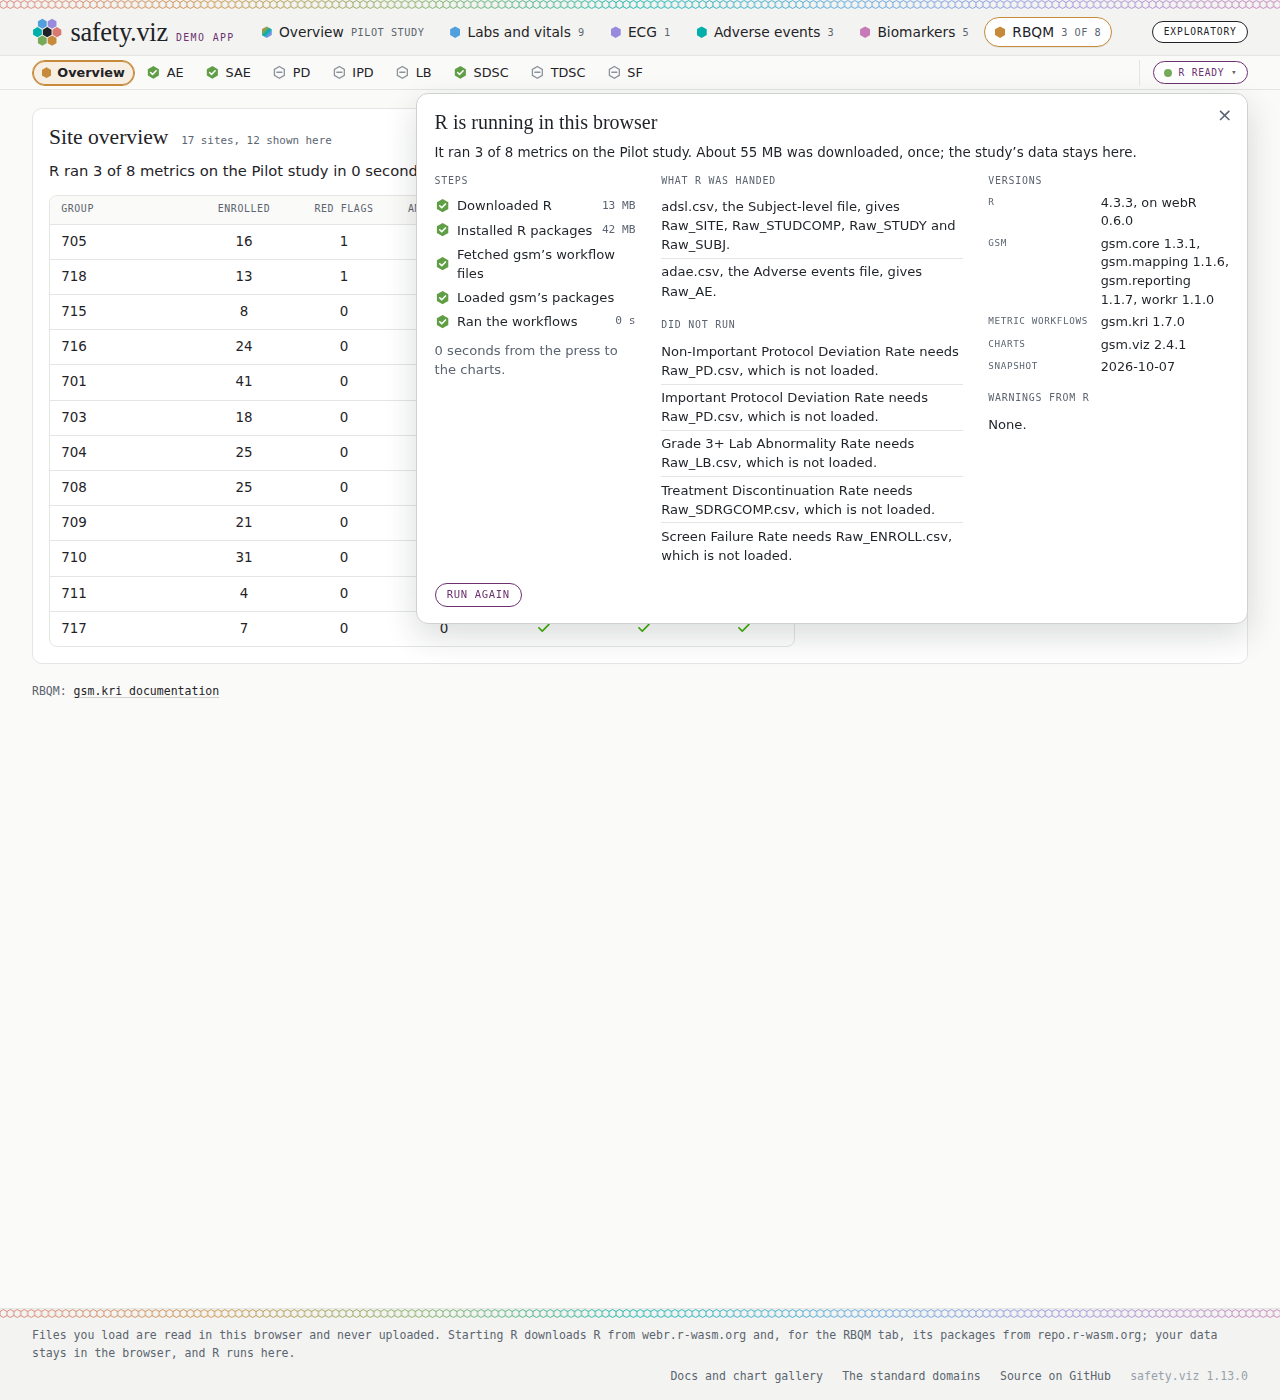 safety.viz DEMO APP
Overview PILOT STUDY
Labs and vitals 9
ECG 1
Adverse events 3
Biomarkers 5
RBQM 3 OF 8
EXPLORATORY
Overview
AE
SAE
PD
IPD
LB
SDSC
TDSC
SF
R READY
Site overview 17 sites, 12 shown here
R ran 3 of 8 metrics on the Pilot study in 0 second
GROUP ENROLLED RED FLAGS
705 16 1
718 13 1
715 8 0
716 24 0
701 41 0
703 18 0
704 25 0
708 25 0
709 21 0
710 31 0
711 4 0
717 7 0 0
R is running in this browser
It ran 3 of 8 metrics on the Pilot study. About 55 MB was downloaded, once; the study’s data stays here.
STEPS
Downloaded R 13 MB
Installed R packages 42 MB
Fetched gsm’s workflow
files
Loaded gsm’s packages
Ran the workflows 0 s
0 seconds from the press to
the charts.
WHAT R WAS HANDED
adsl.csv, the Subject-level file, gives
Raw_SITE, Raw_STUDCOMP, Raw_STUDY and
Raw_SUBJ.
adae.csv, the Adverse events file, gives
Raw_AE.
DID NOT RUN
Non-Important Protocol Deviation Rate needs
Raw_PD.csv, which is not loaded.
Important Protocol Deviation Rate needs
Raw_PD.csv, which is not loaded.
Grade 3+ Lab Abnormality Rate needs
Raw_LB.csv, which is not loaded.
Treatment Discontinuation Rate needs
Raw_SDRGCOMP.csv, which is not loaded.
Screen Failure Rate needs Raw_ENROLL.csv,
which is not loaded.
VERSIONS
R 4.3.3, on webR
0.6.0
GSM gsm.core 1.3.1,
gsm.mapping 1.1.6,
gsm.reporting
1.1.7, workr 1.1.0
METRIC WORKFLOWS gsm.kri 1.7.0
CHARTS gsm.viz 2.4.1
SNAPSHOT 2026-10-07
WARNINGS FROM R
None.
RUN AGAIN
RBQM: gsm.kri documentation
Files you load are read in this browser and never uploaded. Starting R downloads R from webr.r-wasm.org and, for the RBQM tab, its packages from repo.r-wasm.org; your data
stays in the browser, and R runs here.
Docs and chart gallery The standard domains Source on GitHub safety.viz 1.13.0